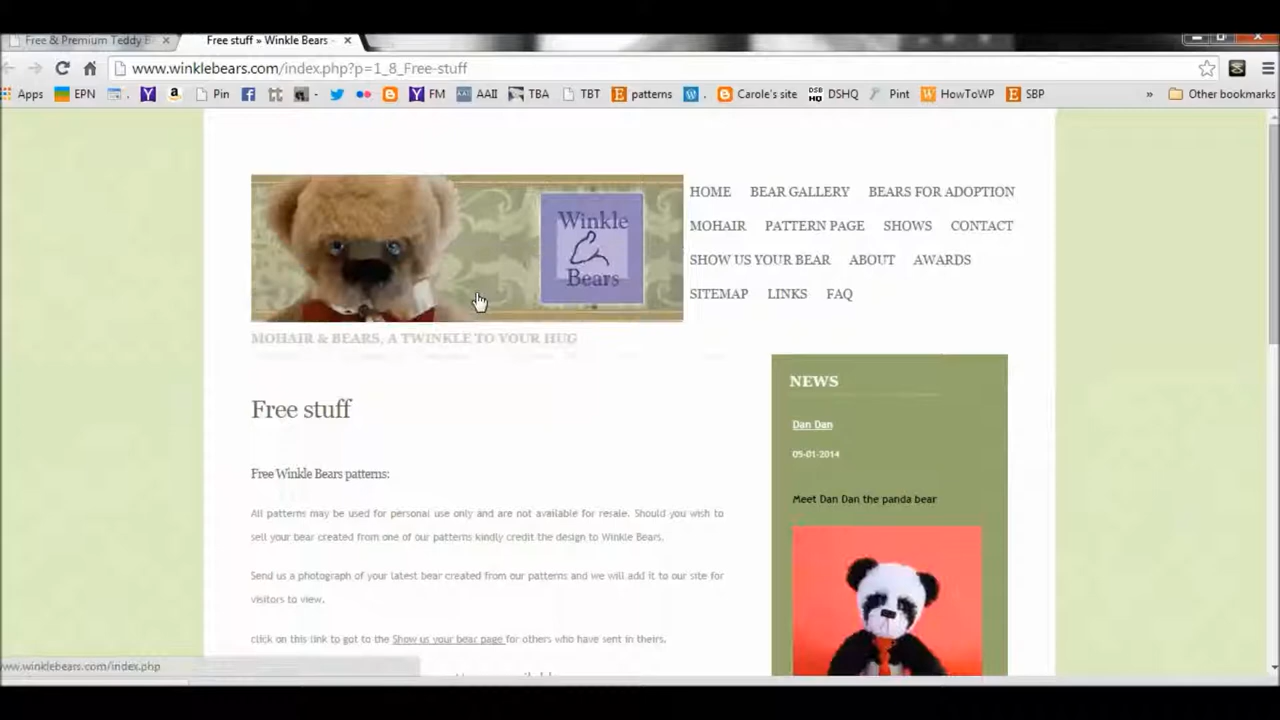 Free & Premium Teddy B
Free stuff » Winkle Bears -
www.winklebears.com/index.php?p=1_8_Free-stuff
Apps EPN . Pin FM AAII TBA TBT patterns . Carol's site DSB HQ DSHQ Pint HowToWP SBP » Other bookmarks
Winkle
Bears
HOME BEAR GALLERY BEARS FOR ADOPTION
MOHAIR PATTERN PAGE SHOWS CONTACT
SHOW US YOUR BEAR ABOUT AWARDS
SITEMAP LINKS FAQ
MOHAIR & BEARS, A TWINKLE TO YOUR HUG
Free stuff
Free Winkle Bears patterns:
All patterns may be used for personal use only and are not available for resale. Should you wish to
sell your bear created from one of our patterns kindly credit the design to Winkle Bears.
Send us a photograph of your latest bear created from our patterns and we will add it to our site for
visitors to view.
click on this link to got to the Show us your bear page for others who have sent in theirs.
NEWS
Dan Dan
05-01-2014
Meet Dan Dan the panda bear
www.winklebears.com/index.php